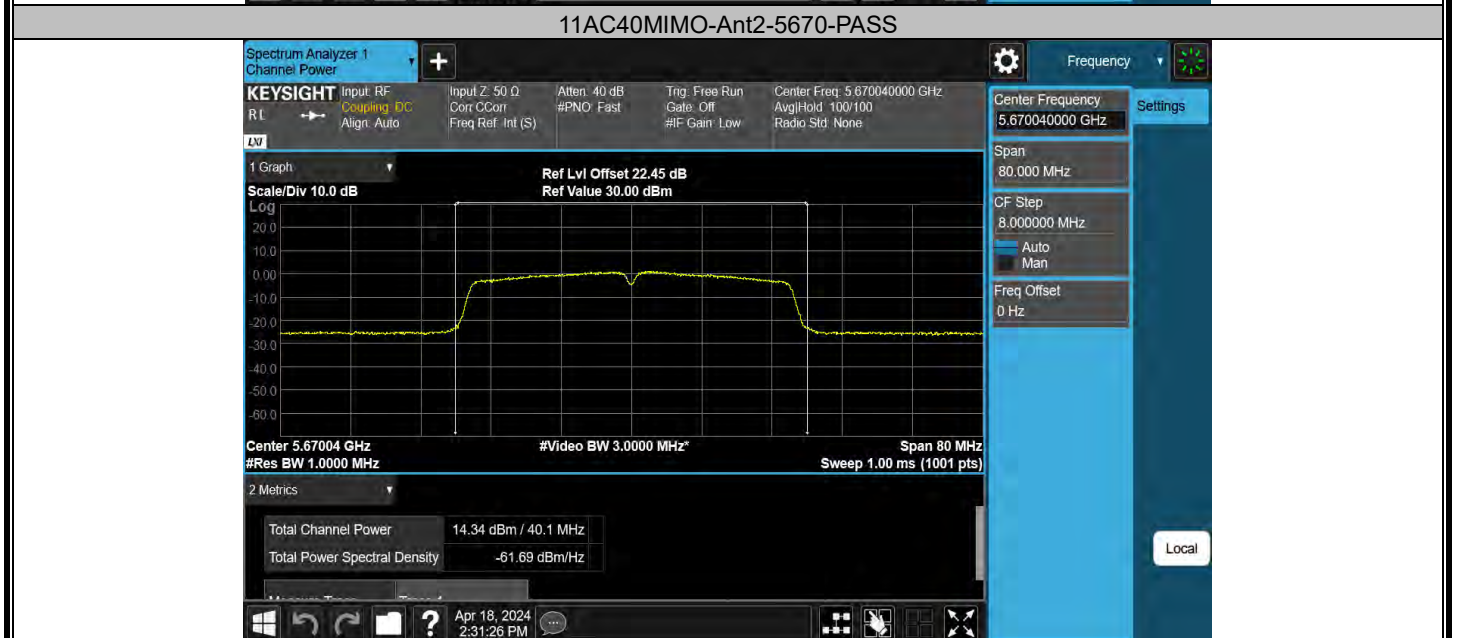 11AC40MIMO-Ant2-5670-PASS
Spectrum Analyzer 1
Channel Power
+
Frequency
KEYSIGHT
RL
LXI
Input: RF
Coupling: DC
Align: Auto
Input Z: 50 Ω
Corr CCorr
Freq Ref: Int (S)
Atten: 40 dB
#PNO: Fast
Trig: Free Run
Gate: Off
#IF Gain: Low
Center Freq: 5.670040000 GHz
Avg|Hold: 100/100
Radio Std: None
Center Frequency
5.670040000 GHz
Settings
Span
80.000 MHz
CF Step
8.000000 MHz
Auto
Man
Freq Offset
0 Hz
1 Graph
Scale/Div 10.0 dB
Ref Lvl Offset 22.45 dB
Ref Value 30.00 dBm
Log
20.0
10.0
0.00
-10.0
-20.0
-30.0
-40.0
-50.0
-60.0
Center 5.67004 GHz
#Video BW 3.0000 MHz*
Span 80 MHz
#Res BW 1.0000 MHz
Sweep 1.00 ms (1001 pts)
2 Metrics
Total Channel Power 14.34 dBm / 40.1 MHz
Total Power Spectral Density -61.69 dBm/Hz
Local
?
Apr 18, 2024
2:31:26 PM